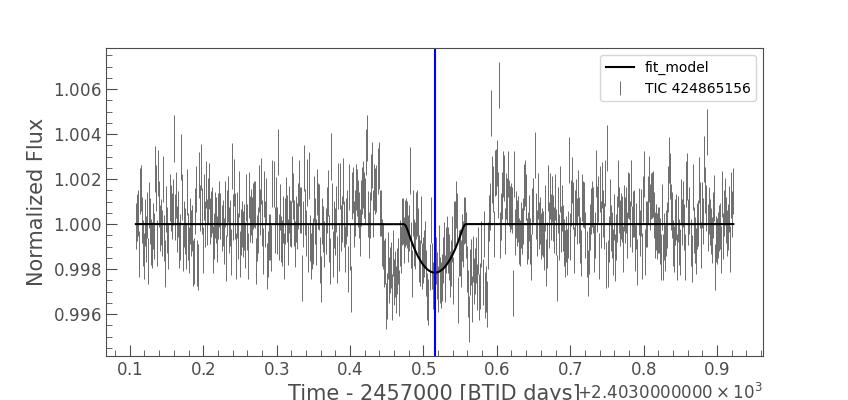 fit_model
TIC 424865156
Normalized Flux
1.006
1.004
1.002
1.000
0.998
0.996
0.1 0.2 0.3 0.4 0.5 0.6 0.7 0.8 0.9
Time - 2457000 [BTJD days]
+2.4030000000 × 10³